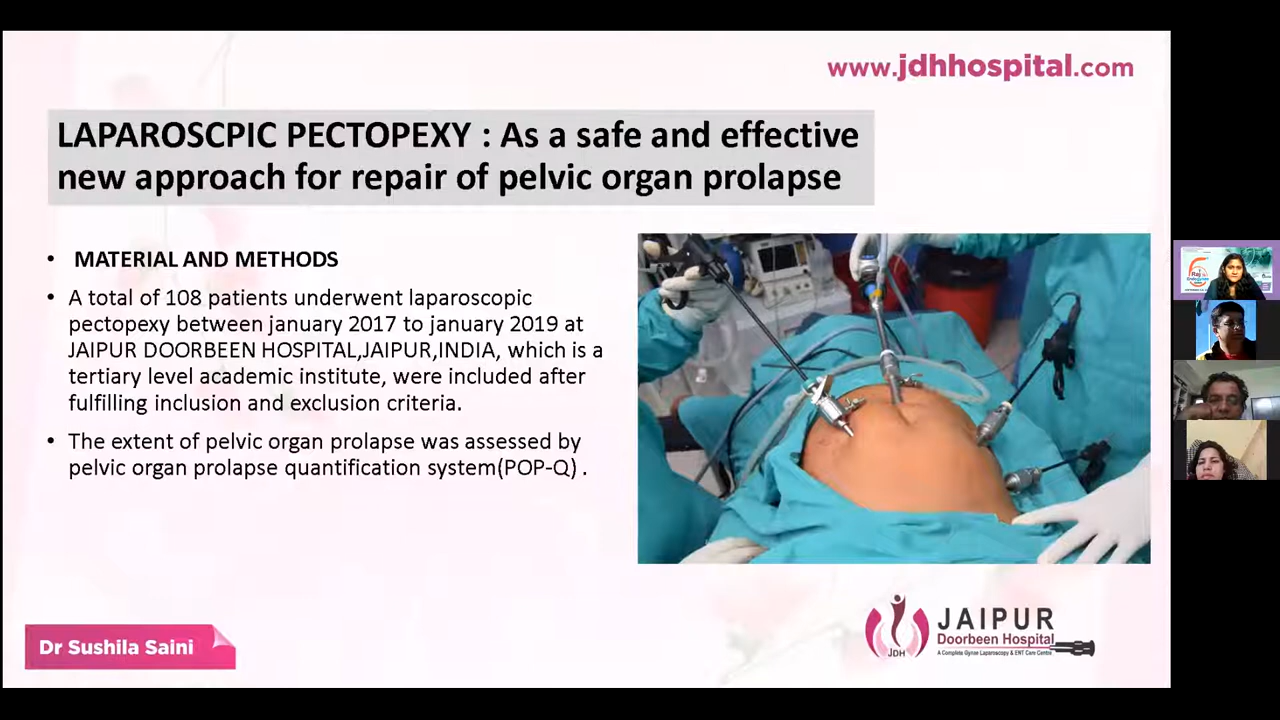 www.jdhhospital.com
LAPAROSCPIC PECTOPEXY : As a safe and effective
new approach for repair of pelvic organ prolapse
• MATERIAL AND METHODS
• A total of 108 patients underwent laparoscopic
pectopexy between january 2017 to january 2019 at
JAIPUR DOORBEEN HOSPITAL,JAIPUR,INDIA, which is a
tertiary level academic institute, were included after
fulfilling inclusion and exclusion criteria.
• The extent of pelvic organ prolapse was assessed by
pelvic organ prolapse quantification system(POP-Q) .
Dr Sushila Saini
JDH
JAIPUR
Doorbeen Hospital
A Complete Gynae Laparoscopy & ENT Care Centre